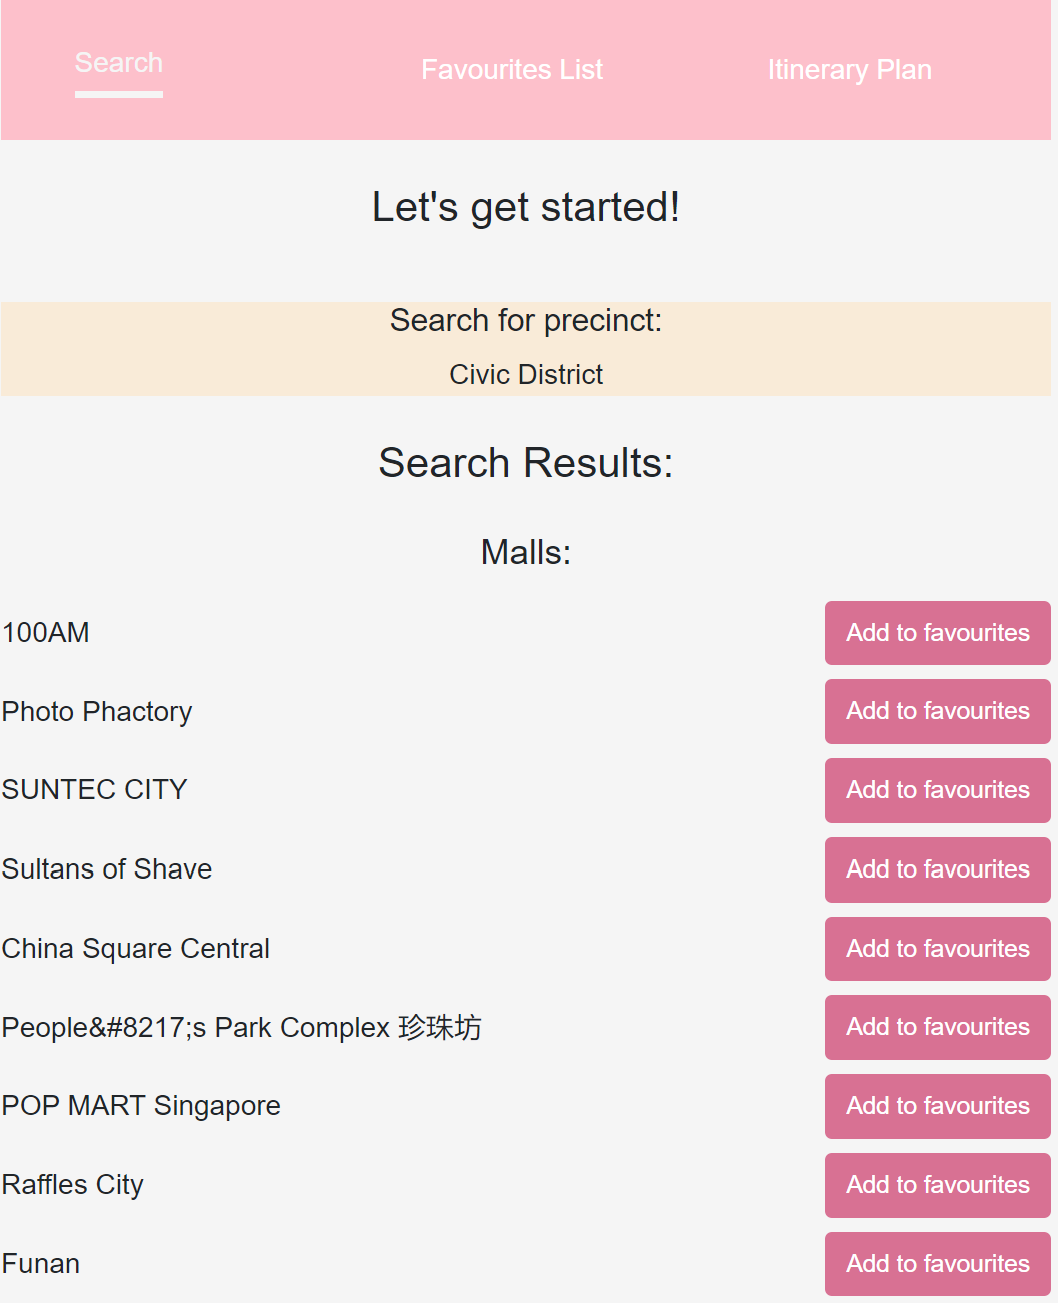 Search
Favourites List
Itinerary Plan
Let's get started!
Search for precinct:
Civic District
Search Results:
Malls:
100AM
Add to favourites
Photo Phactory
Add to favourites
SUNTEC CITY
Add to favourites
Sultans of Shave
Add to favourites
China Square Central
Add to favourites
People&#8217;s Park Complex 珍珠坊
Add to favourites
POP MART Singapore
Add to favourites
Raffles City
Add to favourites
Funan
Add to favourites